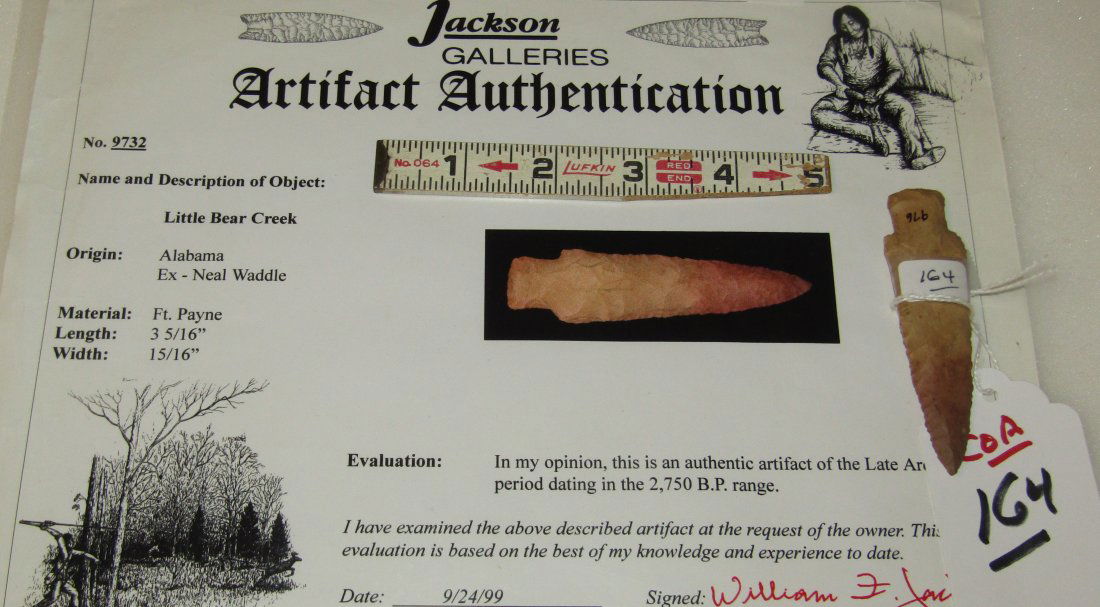 Jackson
GALLERIES
Artifact Authentication
No. 9732
No. 064 1 2 LUFKIN 3 RED END 4 5
Name and Description of Object:
Little Bear Creek
Origin: Alabama
Ex - Neal Waddle
Material: Ft. Payne
Length: 3 5/16"
Width: 15/16"
976
164
COA
164
Evaluation: In my opinion, this is an authentic artifact of the Late
period dating in the 2,750 B.P. range.
I have examined the above described artifact at the request of the owner. This
evaluation is based on the best of my knowledge and experience to date.
Date: 9/24/99 Signed: William F.